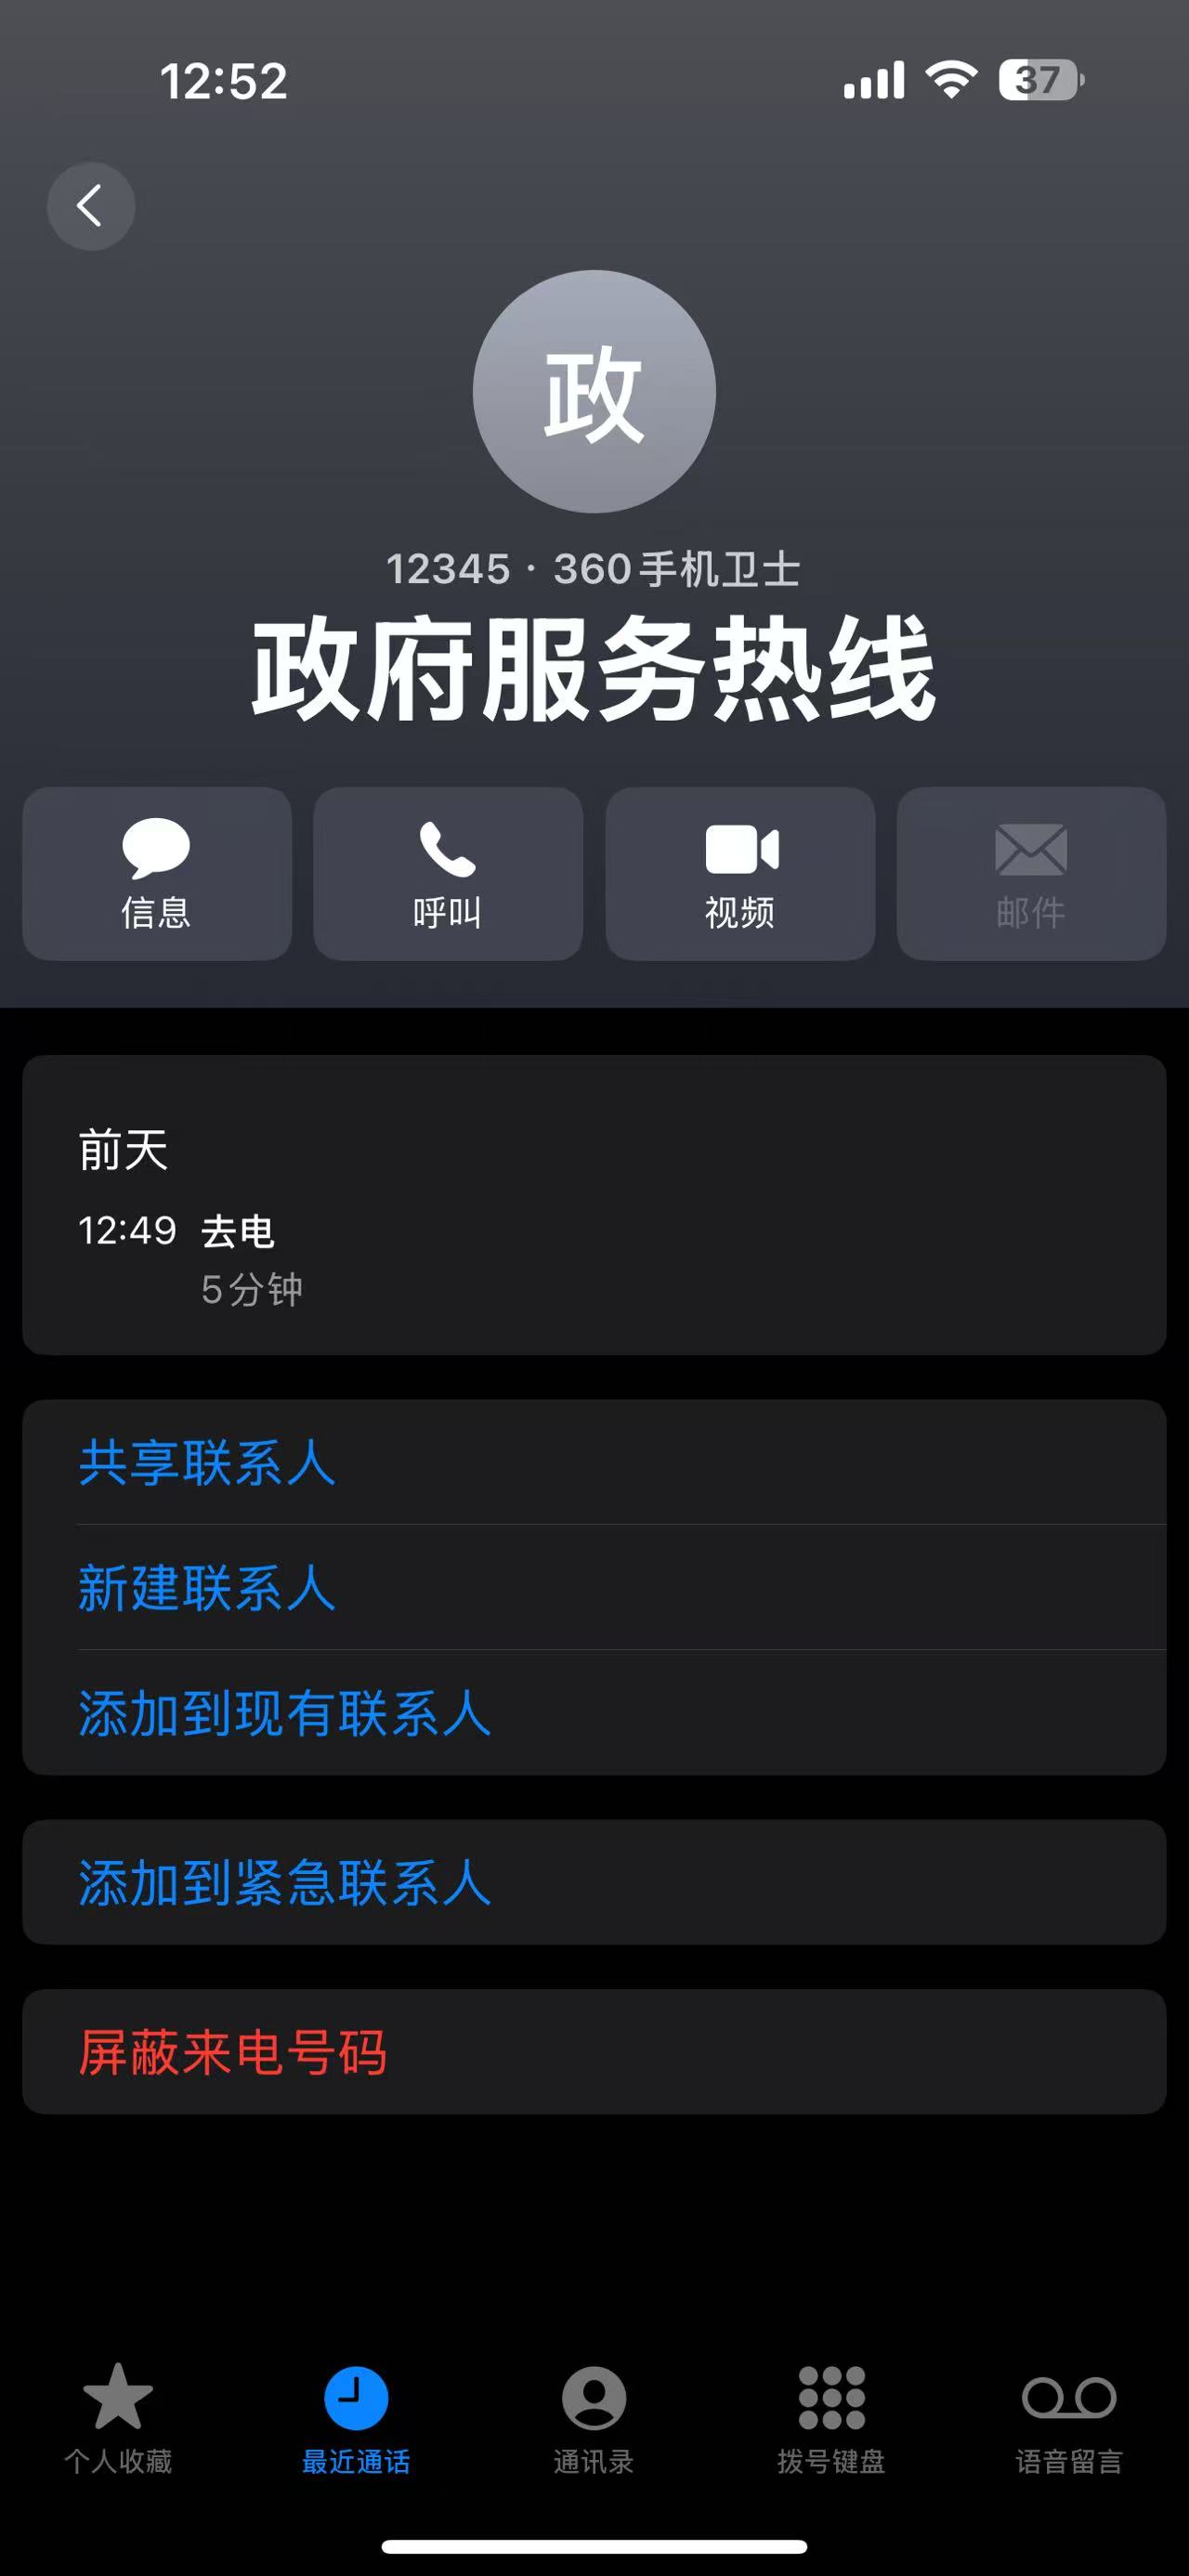 12:52
37
政
12345 · 360手机卫士
政府服务热线
信息
呼叫
视频
邮件
前天
12:49 去电
5分钟
共享联系人
新建联系人
添加到现有联系人
添加到紧急联系人
屏蔽来电号码
个人收藏
最近通话
通讯录
拨号键盘
语音留言